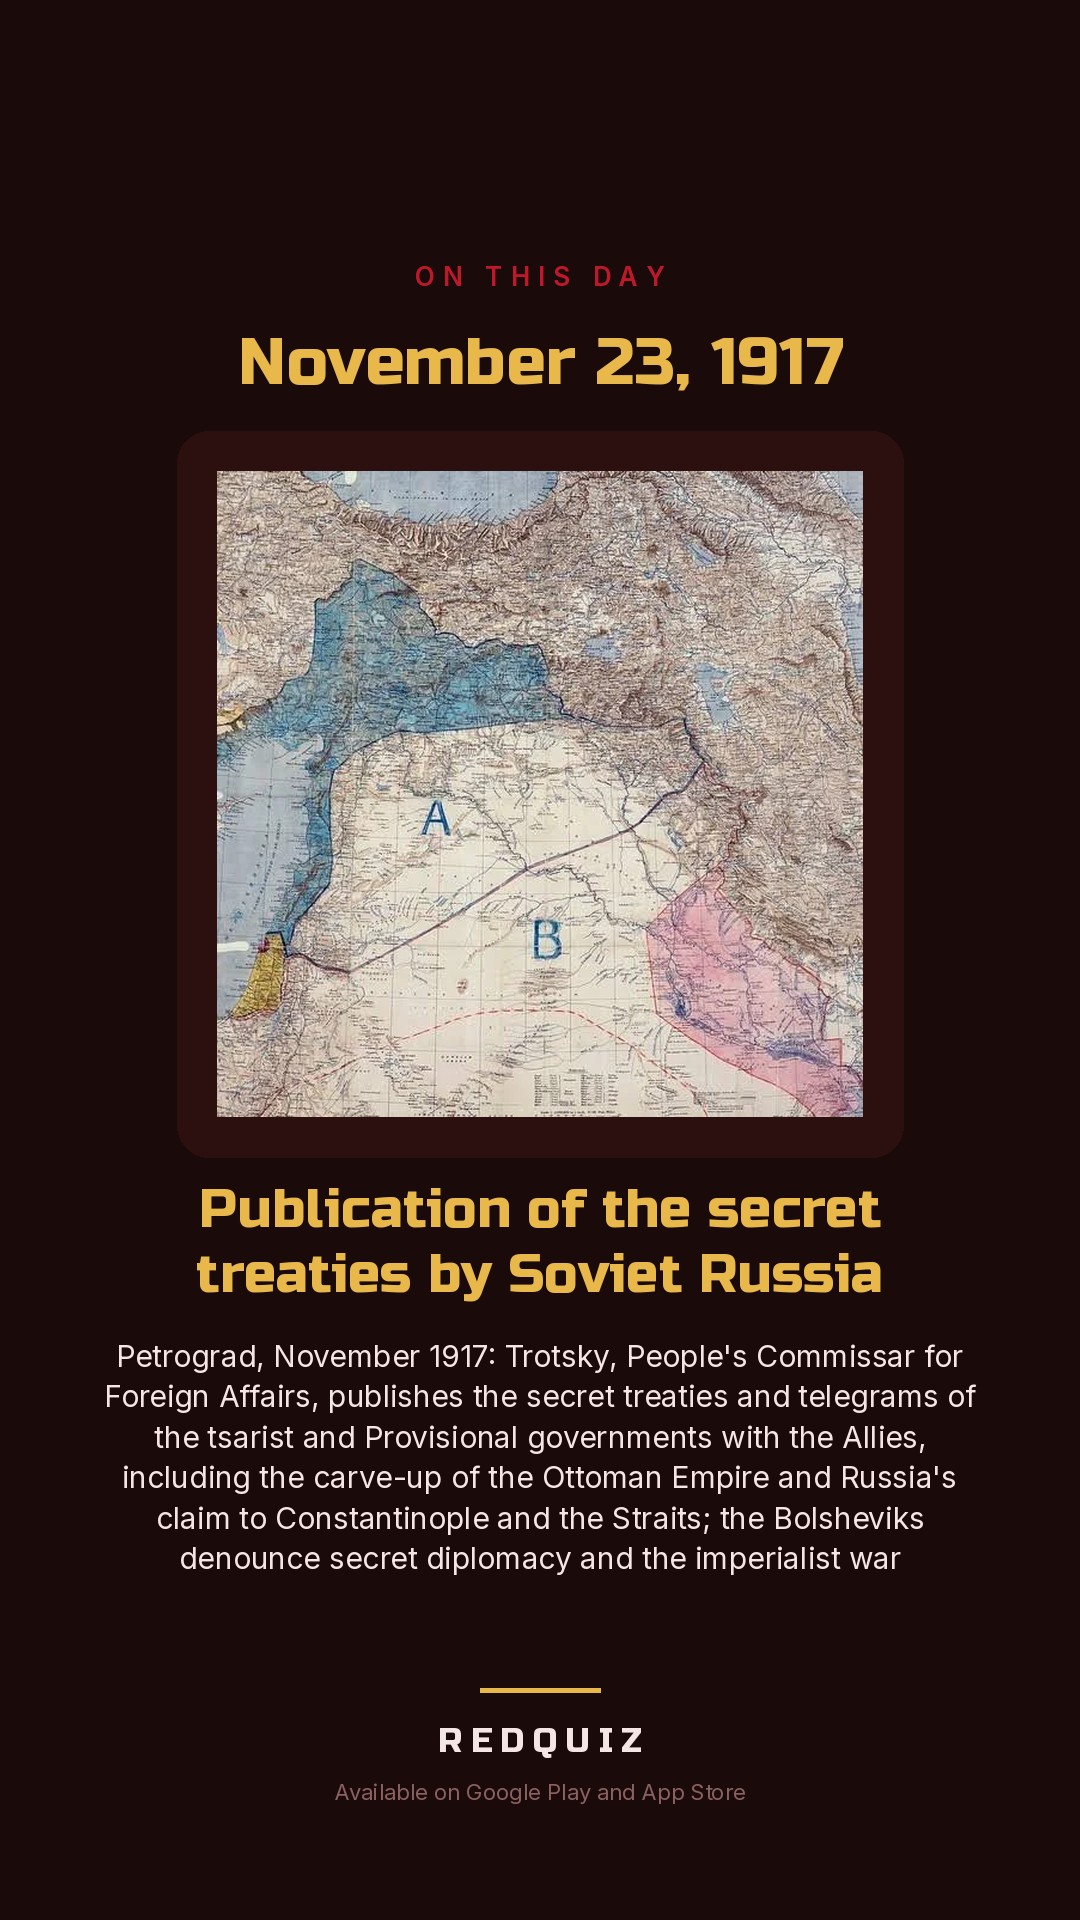 ON THIS DAY
November 23, 1917
A
B
Publication of the secret
treaties by Soviet Russia
Petrograd, November 1917: Trotsky, People's Commissar for
Foreign Affairs, publishes the secret treaties and telegrams of
the tsarist and Provisional governments with the Allies,
including the carve-up of the Ottoman Empire and Russia's
claim to Constantinople and the Straits; the Bolsheviks
denounce secret diplomacy and the imperialist war
REDQUIZ
Available on Google Play and App Store